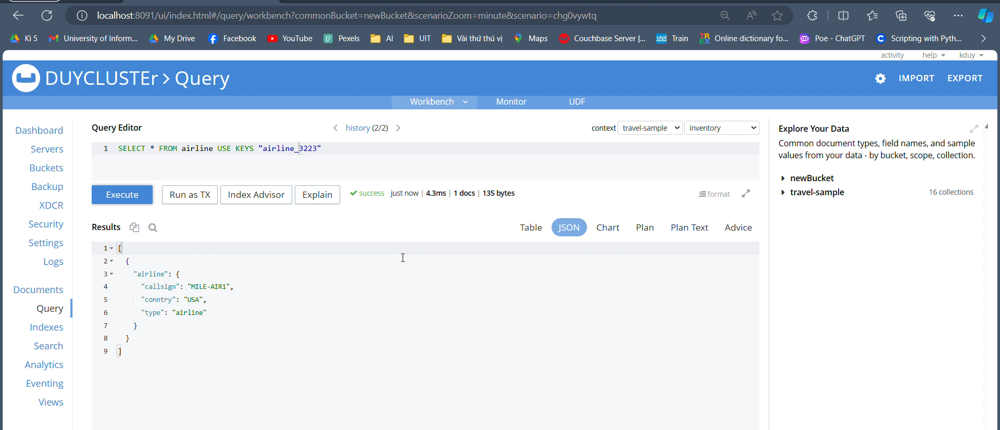 localhost:8091/ui/index.html#/query/workbench?commonBucket=newBucket&scenarioZoom=minute&scenario=chg0vywtq
Kì 5 University of Inform... My Drive Facebook YouTube Pexels AI UIT Vài thứ thú vị Maps Couchbase Server |... Train Online dictionary fo... Poe - ChatGPT Scripting with Pyth...
activity help kduy
DUYCLUSTEr > Query IMPORT EXPORT
Workbench Monitor UDF
Dashboard
Servers
Buckets
Backup
XDCR
Security
Settings
Logs
Documents
Query
Indexes
Search
Analytics
Eventing
Views
Query Editor history (2/2) context travel-sample inventory
1 SELECT * FROM airline USE KEYS "airline_3223"
Execute Run as TX Index Advisor Explain success just now | 4.3ms | 1 docs | 135 bytes format
Results Table JSON Chart Plan Plan Text Advice
1 [
2 {
3 "airline": {
4 "callsign": "MILE-AIR1",
5 "conntry": "USA",
6 "type": "airline"
7 }
8 }
9 ]
Explore Your Data
Common document types, field names, and sample
values from your data - by bucket, scope, collection.
newBucket
travel-sample 16 collections